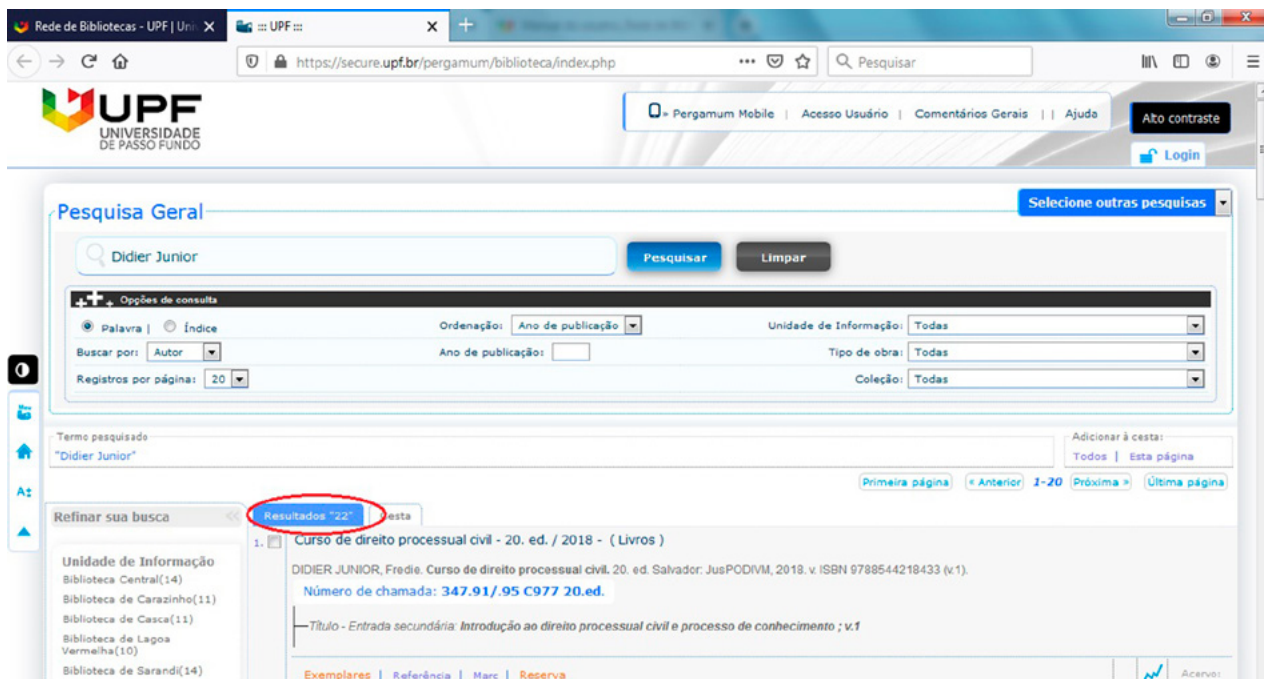 Rede de Bibliotecas - UPF | Uni X
::: UPF ::: X
https://secure.upf.br/pergamum/biblioteca/index.php
Pesquisar
UPF
UNIVERSIDADE
DE PASSO FUNDO
Pergamum Mobile | Acesso Usuário | Comentários Gerais | | Ajuda
Alto contraste
Login
Pesquisa Geral
Selecione outras pesquisas
Didier Junior
Pesquisar
Limpar
Opções de consulta
Palavra | Índice
Ordenação: Ano de publicação
Unidade de Informação: Todas
Buscar por: Autor
Ano de publicação:
Tipo de obra: Todas
Registros por página: 20
Coleção: Todas
Termo pesquisado
"Didier Junior"
Adicionar à cesta:
Todos | Esta página
Primeira página « Anterior 1-20 Próxima » Última página
Refinar sua busca
Resultados "22"
Unidade de Informação
Biblioteca Central(14)
Biblioteca de Carazinho(11)
Biblioteca de Casca(11)
Biblioteca de Lagoa
Vermelha(10)
Biblioteca de Sarandi(14)
1. Curso de direito processual civil - 20. ed. / 2018 - ( Livros )
DIDIER JUNIOR, Fredie. Curso de direito processual civil. 20. ed. Salvador: JusPODIVM, 2018. v. ISBN 9788544218433 (v.1).
Número de chamada: 347.91/.95 C977 20.ed.
Título - Entrada secundária: Introdução ao direito processual civil e processo de conhecimento ; v.1
Exemplares | Referência | Marc | Reserva
Acervo: